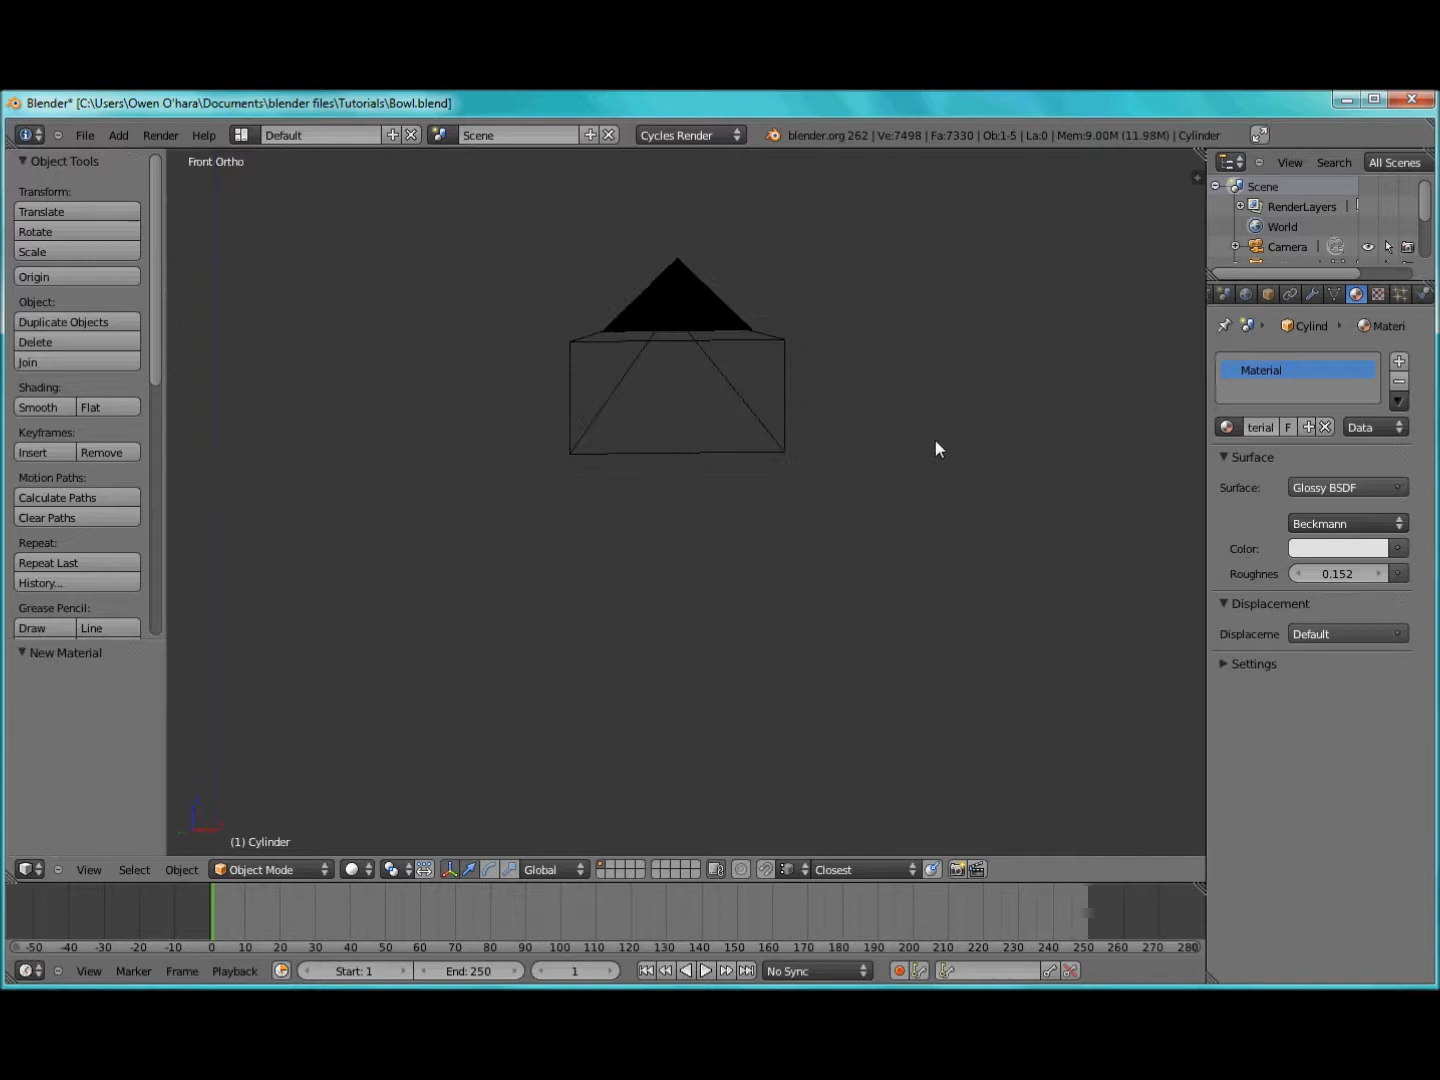 Blender* [C:\Users\Owen O'hara\Documents\blender files\Tutorials\Bowl.blend]
File Add Render Help Default Scene Cycles Render blender.org 262 | Ve:7498 | Fa:7330 | Ob:1-5 | La:0 | Mem:9.00M (11.98M) | Cylinder
Object Tools
Transform:
Translate
Rotate
Scale
Origin
Object:
Duplicate Objects
Delete
Join
Shading:
Smooth Flat
Keyframes:
Insert Remove
Motion Paths:
Calculate Paths
Clear Paths
Repeat:
Repeat Last
History...
Grease Pencil:
Draw Line
New Material
Front Ortho
(1) Cylinder
View Search All Scenes
Scene
RenderLayers |
World
Camera
Cylind Materi
Material
terial F Data
Surface
Surface: Glossy BSDF
Beckmann
Color:
Roughnes 0.152
Displacement
Displaceme Default
Settings
View Select Object Object Mode Global Closest
-50 -40 -30 -20 -10 0 10 20 30 40 50 60 70 80 90 100 110 120 130 140 150 160 170 180 190 200 210 220 230 240 250 260 270 280
View Marker Frame Playback Start: 1 End: 250 1 No Sync